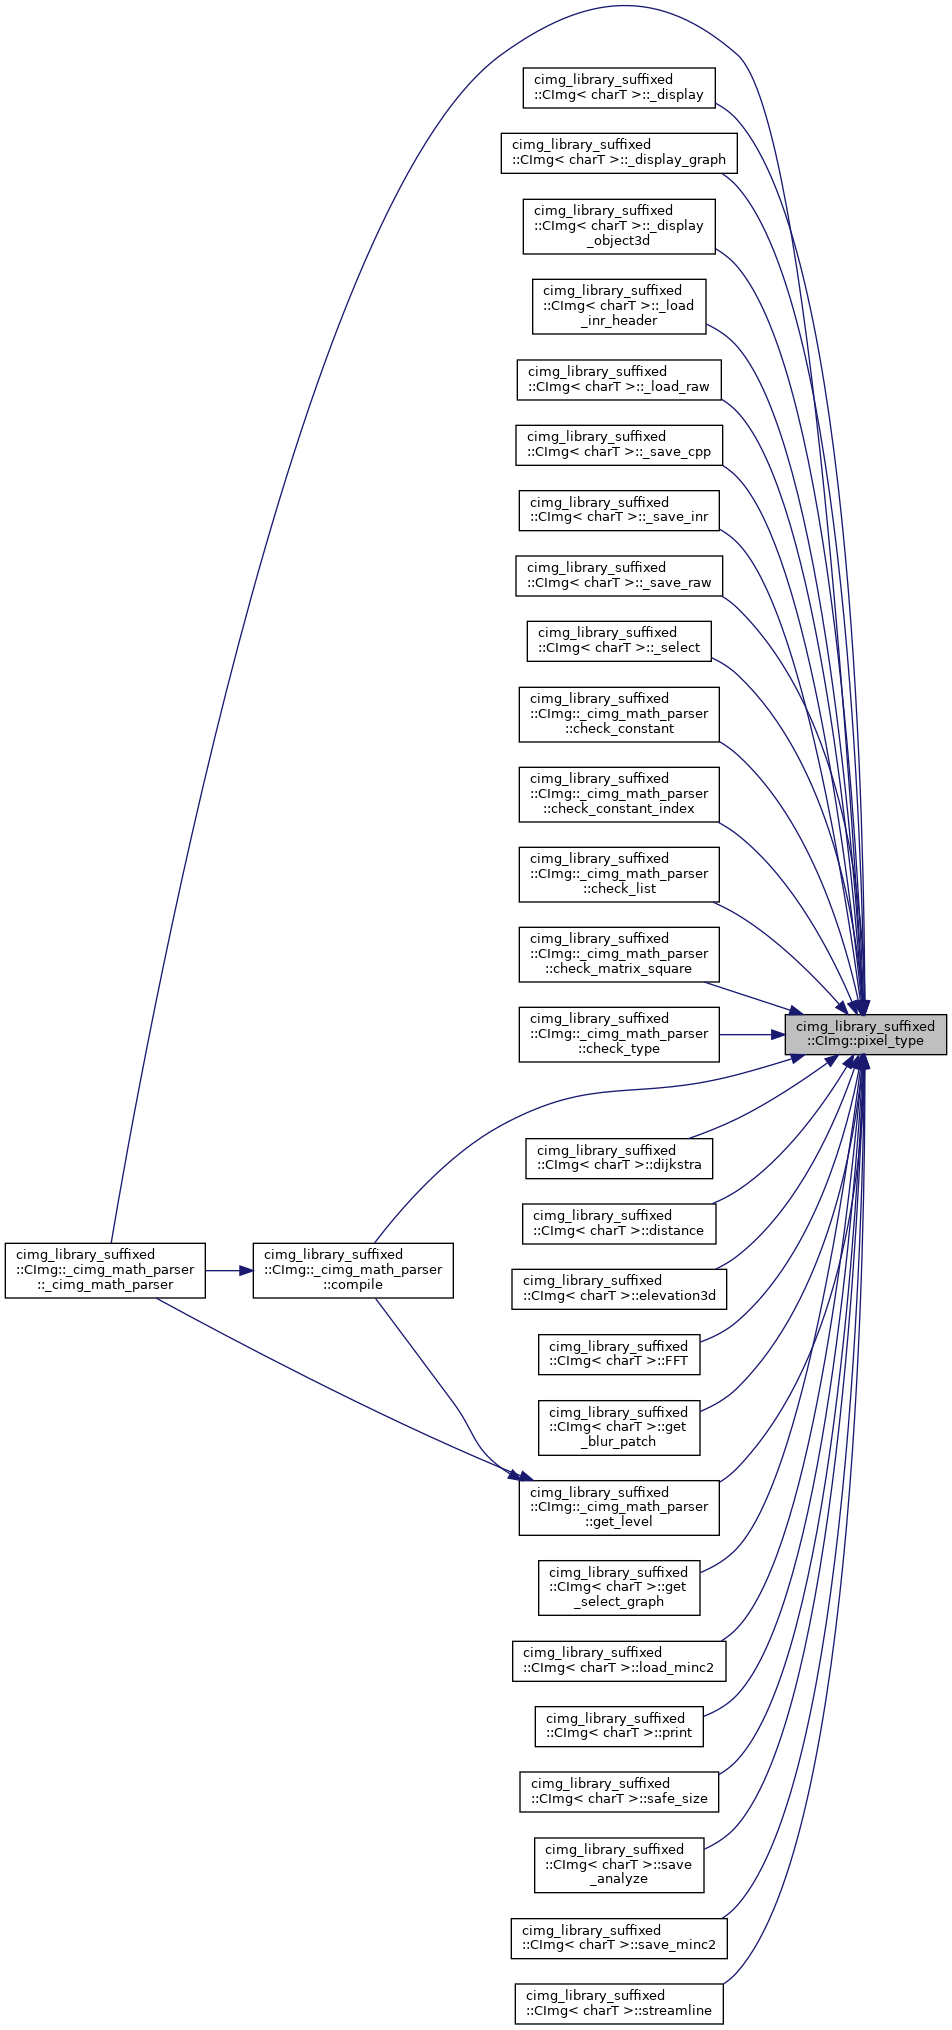 cimg_library_suffixed
::CImg< charT >::_display
cimg_library_suffixed
::CImg< charT >::_display_graph
cimg_library_suffixed
::CImg< charT >::_display
_object3d
cimg_library_suffixed
::CImg< charT >::_load
_inr_header
cimg_library_suffixed
::CImg< charT >::_load_raw
cimg_library_suffixed
::CImg< charT >::_save_cpp
cimg_library_suffixed
::CImg< charT >::_save_inr
cimg_library_suffixed
::CImg< charT >::_save_raw
cimg_library_suffixed
::CImg< charT >::_select
cimg_library_suffixed
::CImg::_cimg_math_parser
::check_constant
cimg_library_suffixed
::CImg::_cimg_math_parser
::check_constant_index
cimg_library_suffixed
::CImg::_cimg_math_parser
::check_list
cimg_library_suffixed
::CImg::_cimg_math_parser
::check_matrix_square
cimg_library_suffixed
::CImg::_cimg_math_parser
::check_type
cimg_library_suffixed
::CImg::pixel_type
cimg_library_suffixed
::CImg< charT >::dijkstra
cimg_library_suffixed
::CImg< charT >::distance
cimg_library_suffixed
::CImg::_cimg_math_parser
::_cimg_math_parser
cimg_library_suffixed
::CImg::_cimg_math_parser
::compile
cimg_library_suffixed
::CImg< charT >::elevation3d
cimg_library_suffixed
::CImg< charT >::FFT
cimg_library_suffixed
::CImg< charT >::get
_blur_patch
cimg_library_suffixed
::CImg::_cimg_math_parser
::get_level
cimg_library_suffixed
::CImg< charT >::get
_select_graph
cimg_library_suffixed
::CImg< charT >::load_minc2
cimg_library_suffixed
::CImg< charT >::print
cimg_library_suffixed
::CImg< charT >::safe_size
cimg_library_suffixed
::CImg< charT >::save
_analyze
cimg_library_suffixed
::CImg< charT >::save_minc2
cimg_library_suffixed
::CImg< charT >::streamline